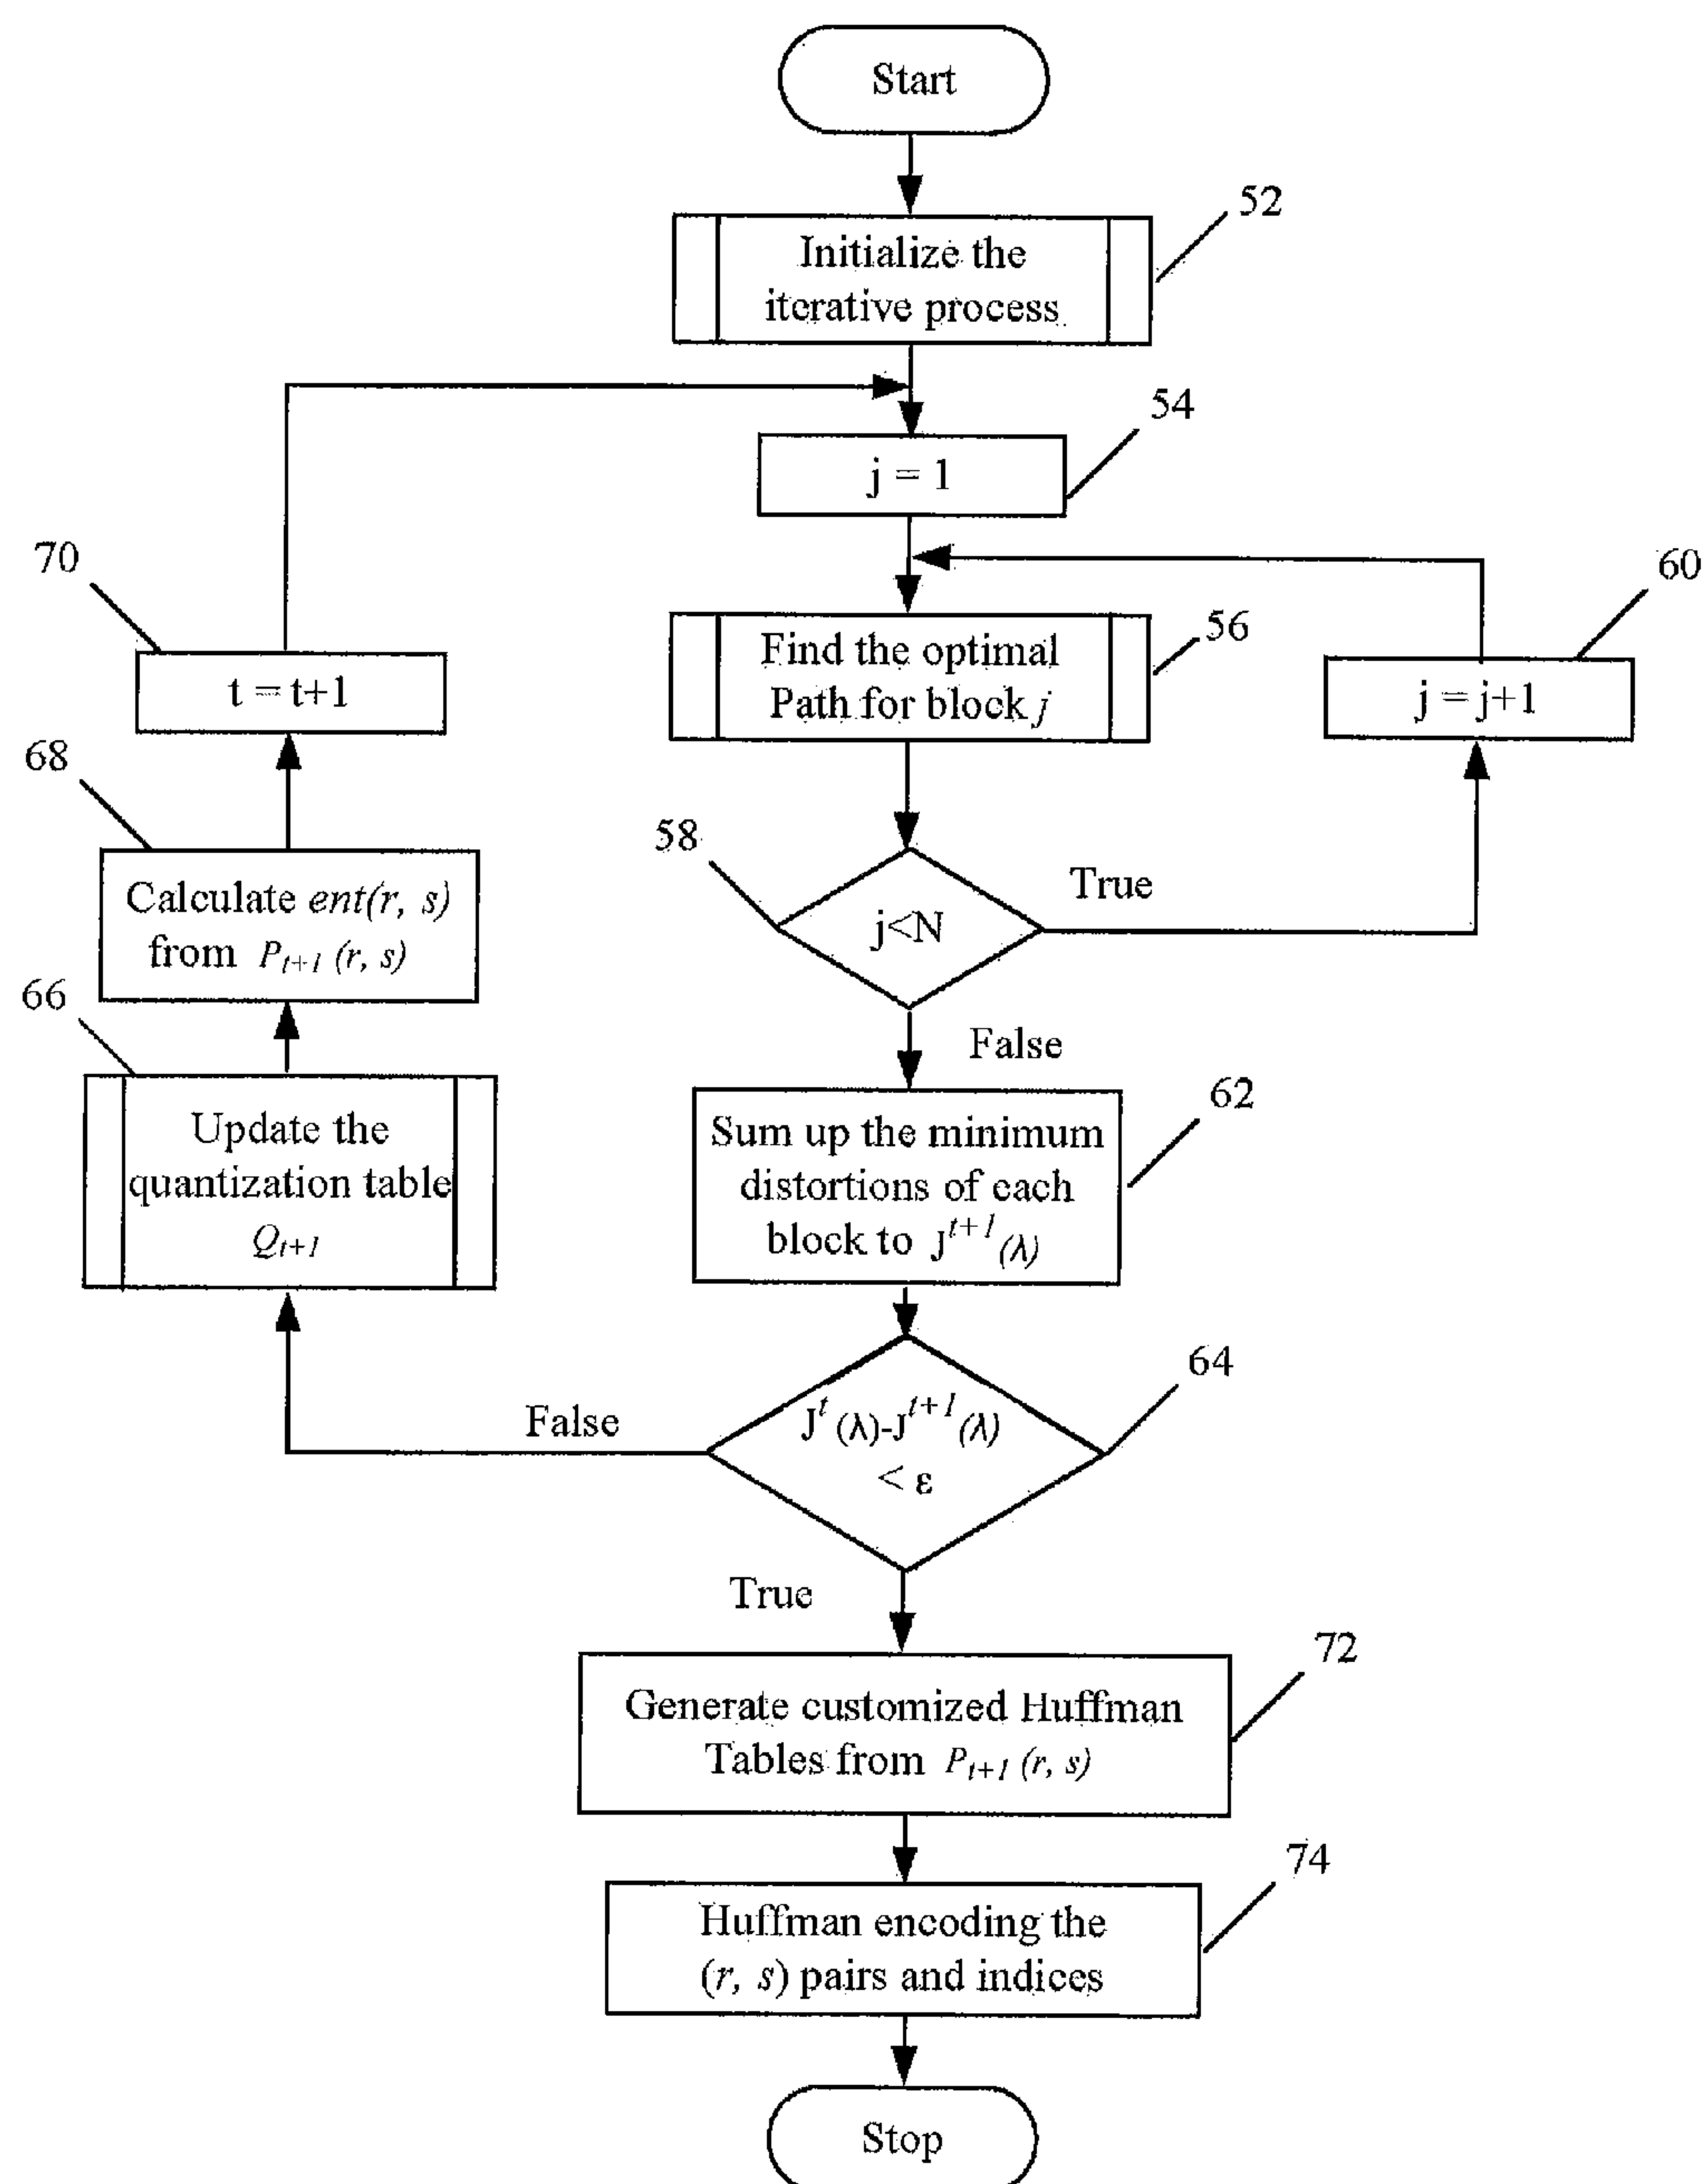 Start
52
Initialize the
iterative process
54
j = 1
70
60
56
Find the optimal
Path for block j
t = t+1
j = j+1
68
58
True
Calculate ent(r, s)
from P_{t+1} (r, s)
j<N
66
False
62
Update the
quantization table
Q_{t+1}
Sum up the minimum
distortions of each
block to J^{t+1} (λ)
64
False
J^{t} (λ)-J^{t+1} (λ)
< ε
True
72
Generate customized Huffman
Tables from P_{t+1} (r, s)
74
Huffman encoding the
(r, s) pairs and indices
Stop